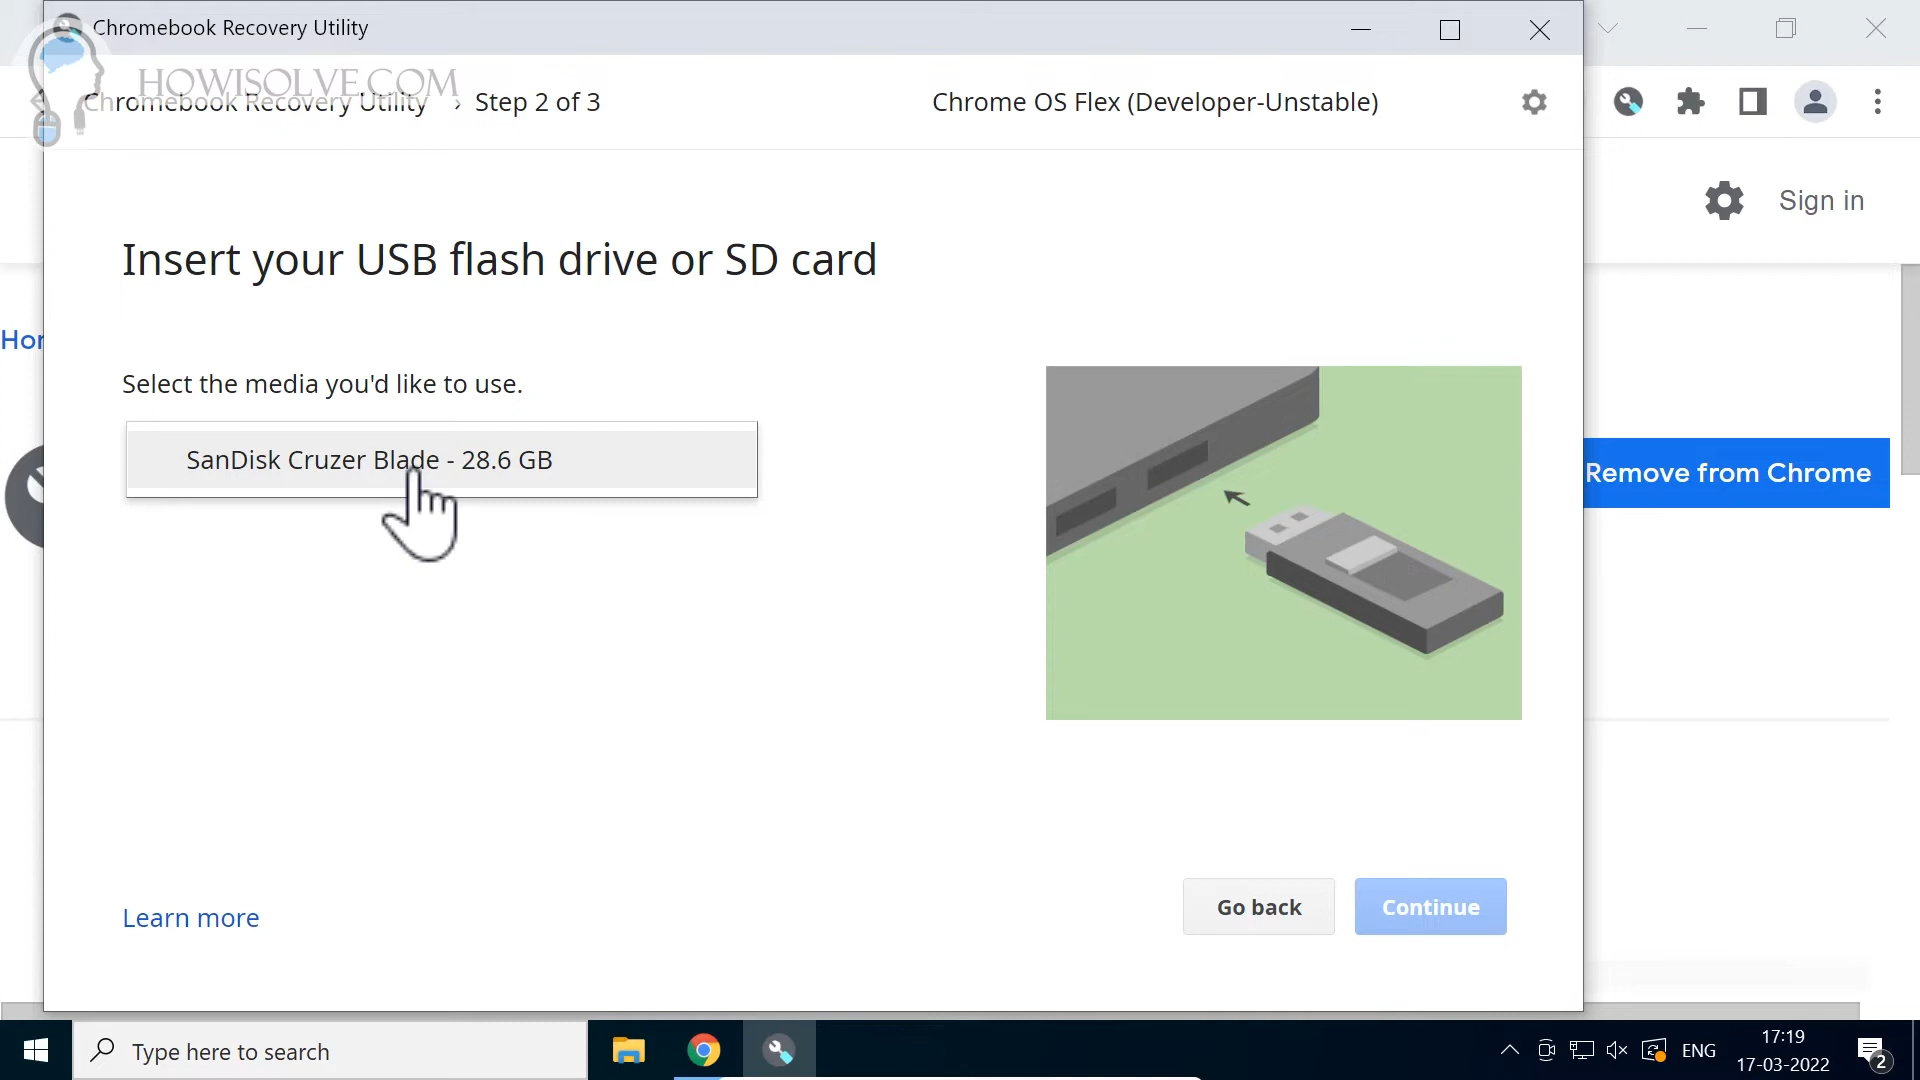 Chromebook Recovery Utility
HOWISOLVE.COM
Chromebook Recovery Utility › Step 2 of 3
Chrome OS Flex (Developer-Unstable)
Sign in
Insert your USB flash drive or SD card
Hor
Select the media you'd like to use.
SanDisk Cruzer Blade - 28.6 GB
Remove from Chrome
Learn more
Go back
Continue
Type here to search
ENG
17:19
17-03-2022
2